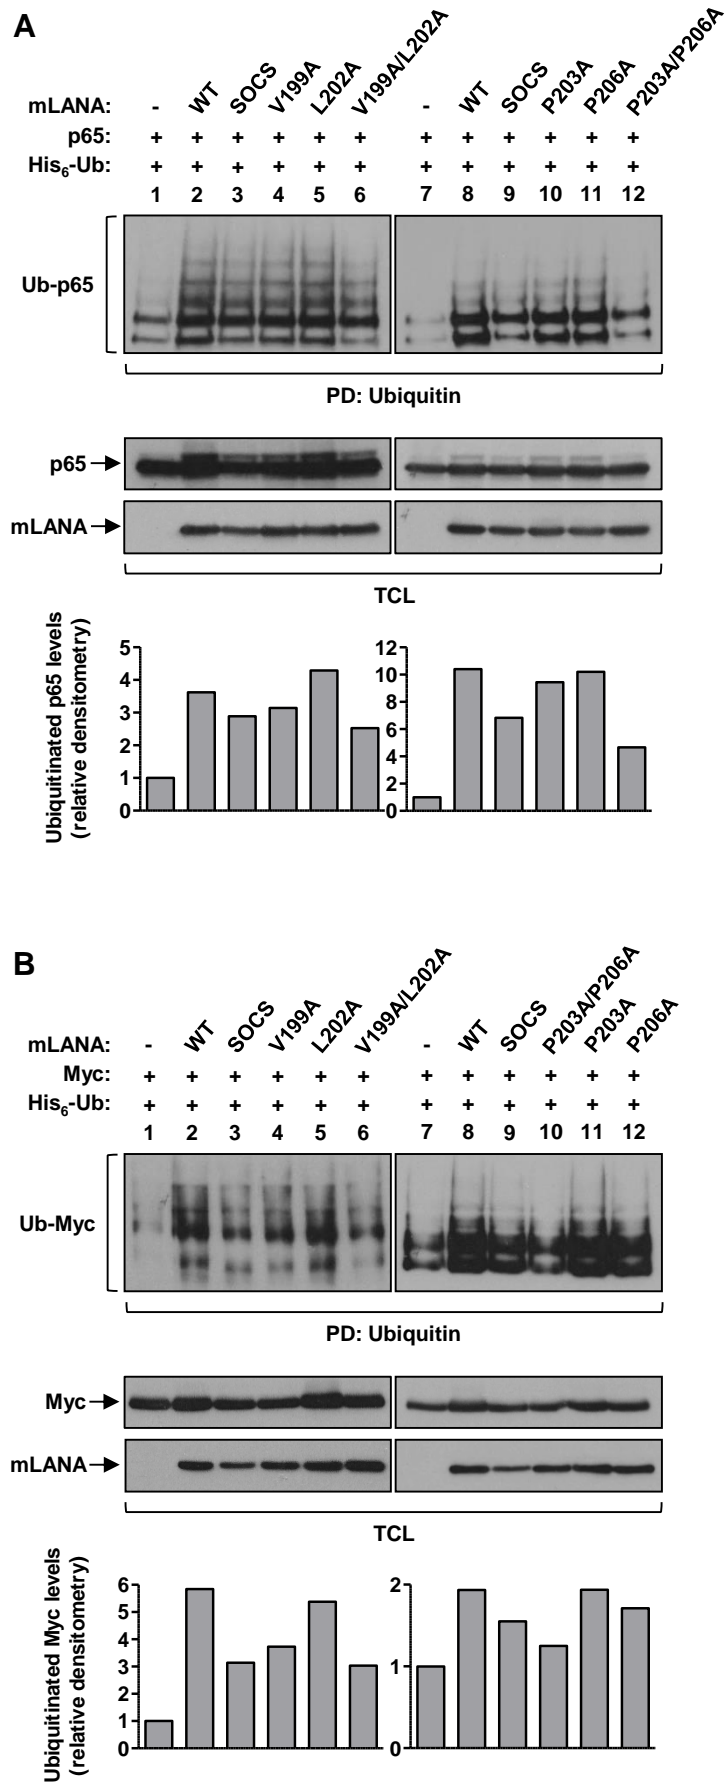 A
mLANA: - WT SOCS V199A L202A V199A/L202A - WT SOCS P203A P206A P203A/P206A
p65: + + + + + + + + + + + +
His6-Ub: + + + + + + + + + + + +
1 2 3 4 5 6 7 8 9 10 11 12
Ub-p65
PD: Ubiquitin
p65
mLANA
TCL
Ubiquitinated p65 levels
(relative densitometry)
5 12
4 10
3 8
2 6
1 4
0 2
0
B
mLANA: - WT SOCS V199A L202A V199A/L202A - WT SOCS P203A/P206A P203A P206A
Myc: + + + + + + + + + + + +
His6-Ub: + + + + + + + + + + + +
1 2 3 4 5 6 7 8 9 10 11 12
Ub-Myc
PD: Ubiquitin
Myc
mLANA
TCL
Ubiquitinated Myc levels
(relative densitometry)
6 2
5
4
3 1
2
1
0 0